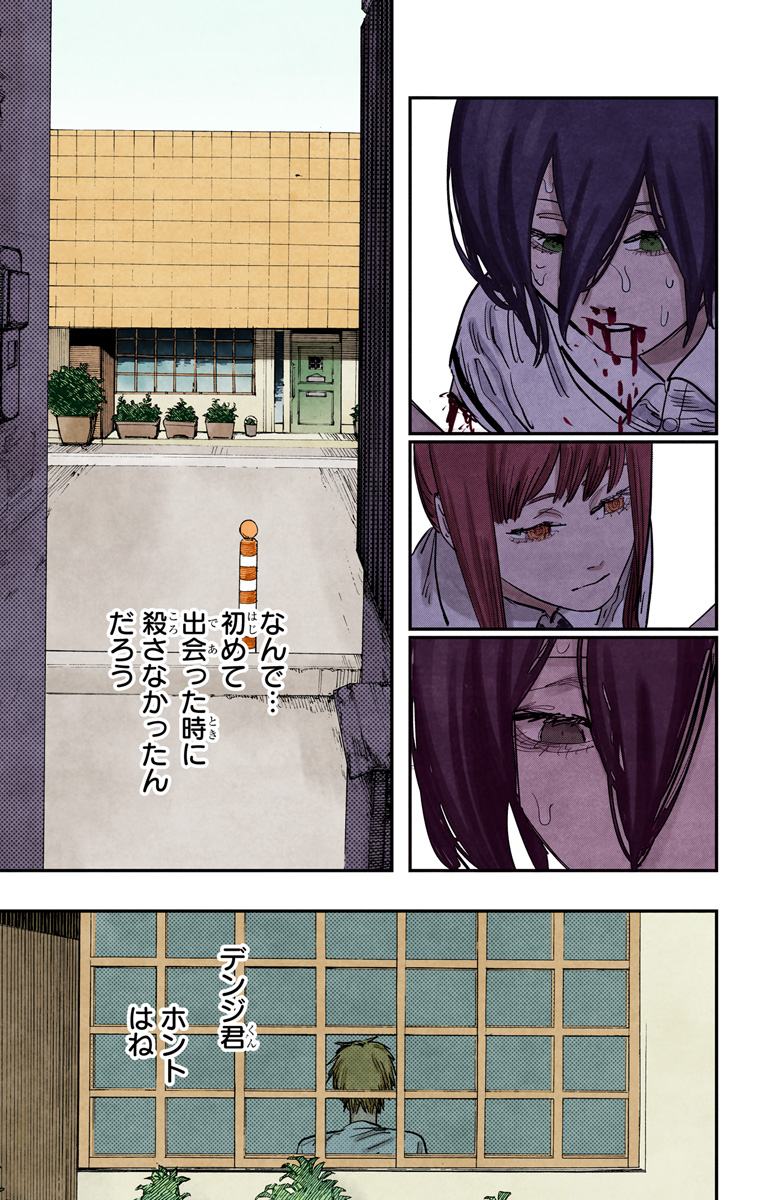 なんで…
初めて
出会った時に
殺さなかったん
だろう
デンジ君
ホント
はね